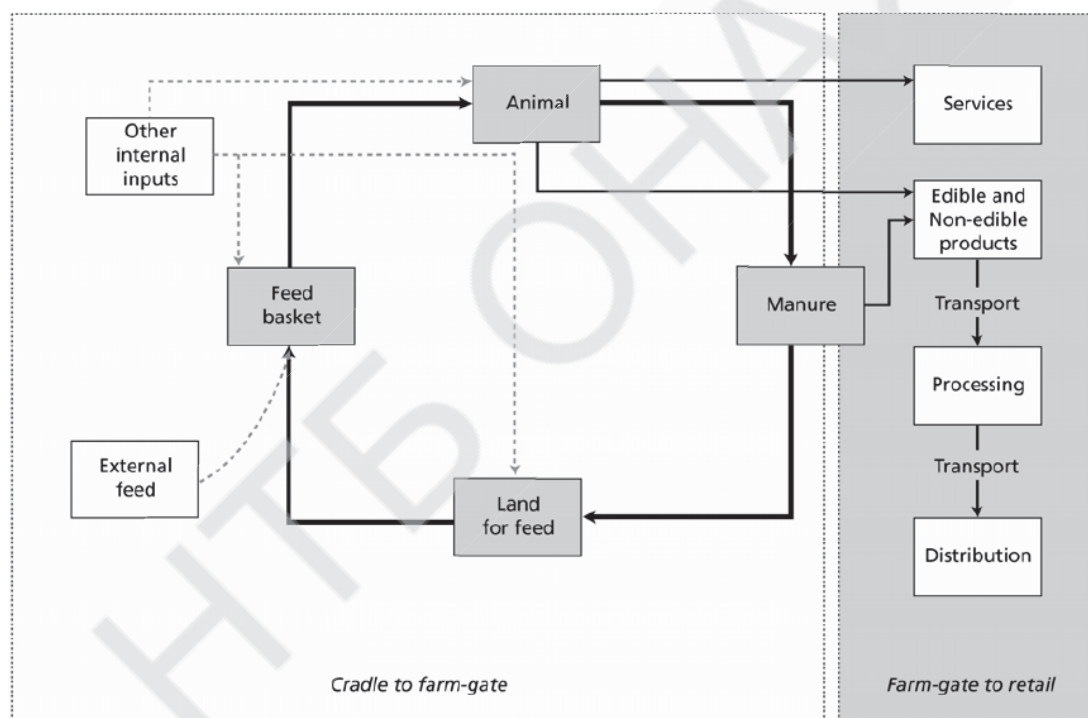 Animal
Services
Other
internal
inputs
Edible and
Non-edible
products
Feed
basket
Manure
Transport
Processing
External
feed
Transport
Land
for feed
Distribution
Cradle to farm-gate
Farm-gate to retail
НТБ ОНА